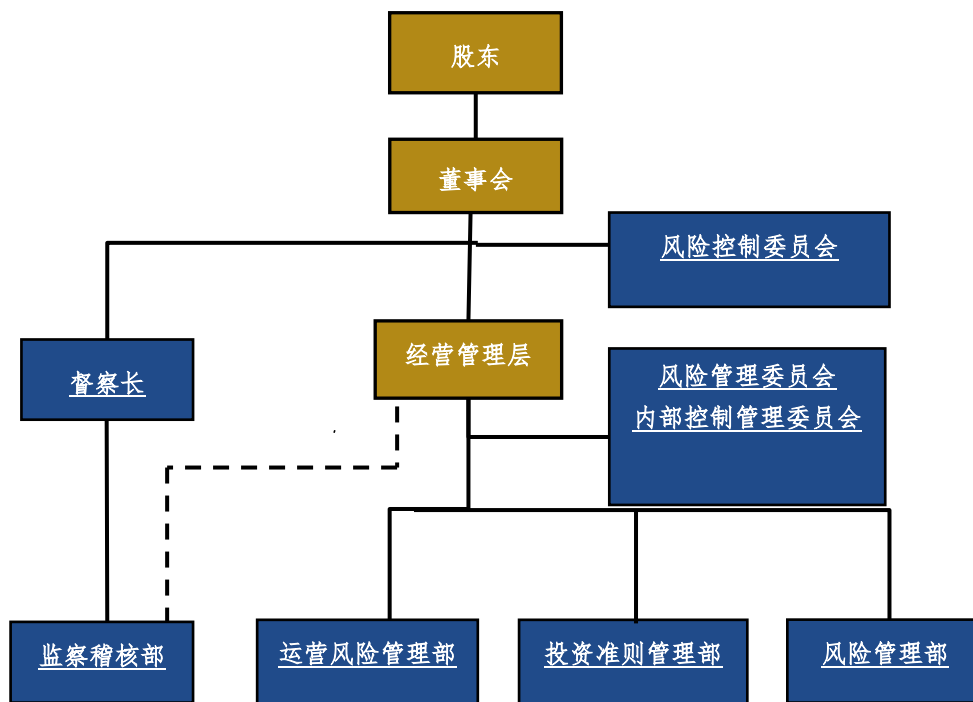 股东
董事会
风险控制委员会
经营管理层
督察长
风险管理委员会
内部控制管理委员会
监察稽核部
运营风险管理部
投资准则管理部
风险管理部